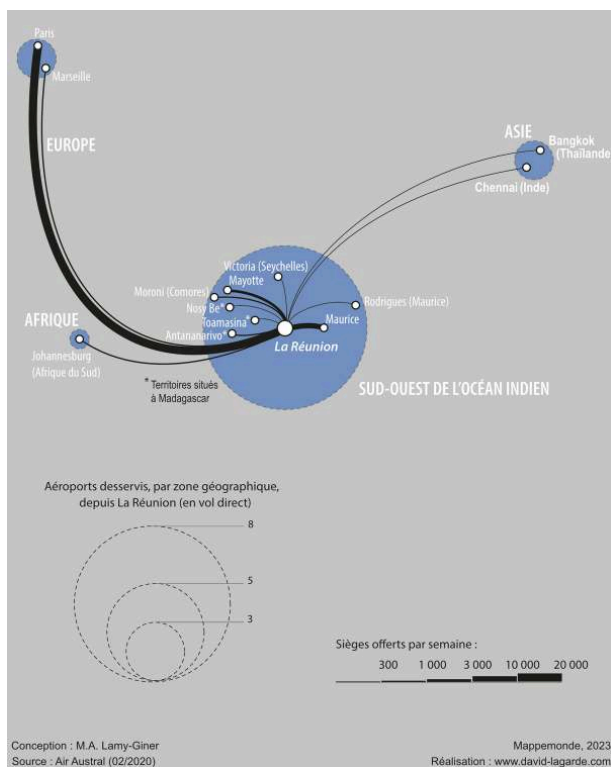 Paris
Marseille
EUROPE
ASIE
Bangkok
(Thaïlande
Chennai (Inde)
Victoria (Seychelles)
Mayotte
Moroni (Comores)
Nosy Be*
Toamasina*
Antananarivo*
Rodrigues (Maurice)
Maurice
La Réunion
AFRIQUE
Johannesburg
(Afrique du Sud)
* Territoires situés
à Madagascar
SUD-OUEST DE L'OCÉAN INDIEN
Aéroports desservis, par zone géographique,
depuis La Réunion (en vol direct)
8
5
3
Sièges offerts par semaine :
300 1 000 3 000 10 000 20 000
Conception : M.A. Lamy-Giner
Source : Air Austral (02/2020)
Mappemonde, 2023
Réalisation : www.david-lagarde.com